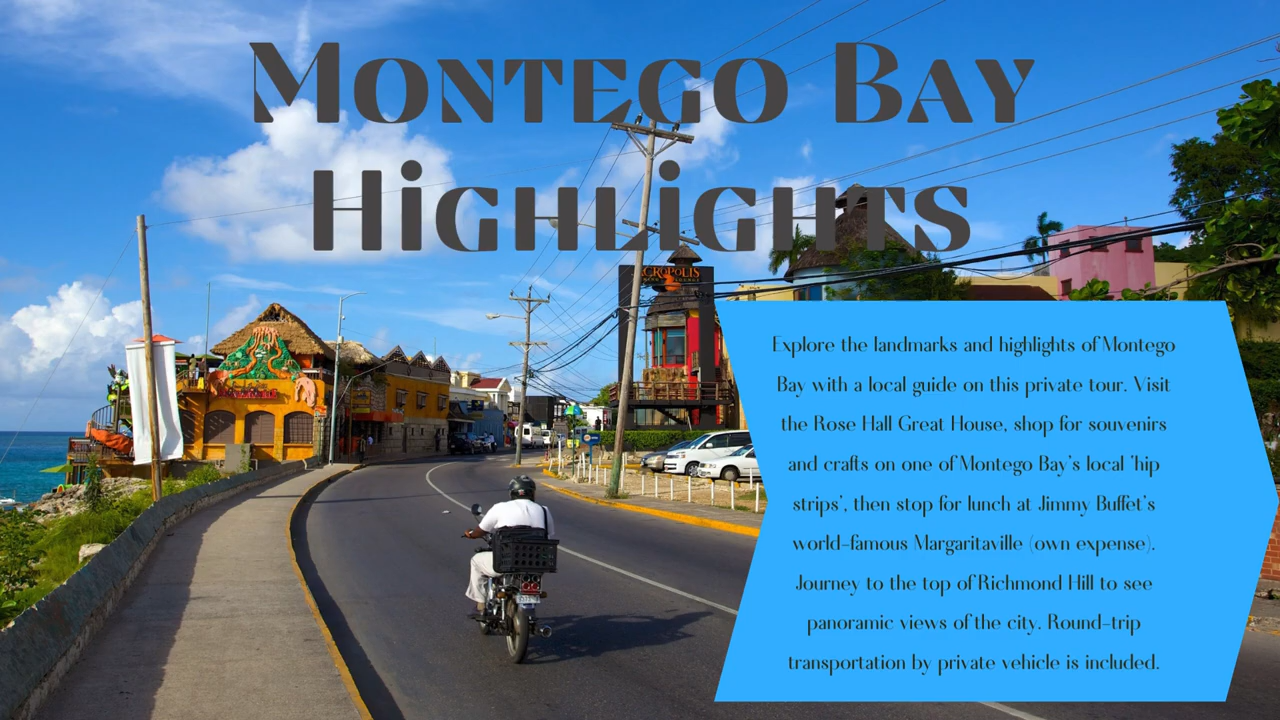 Montego Bay
Highlights
Explore the landmarks and highlights of Montego
Bay with a local guide on this private tour. Visit
the Rose Hall Great House, shop for souvenirs
and crafts on one of Montego Bay's local 'hip
strips', then stop for lunch at Jimmy Buffet's
world-famous Margaritaville (own expense).
Journey to the top of Richmond Hill to see
panoramic views of the city. Round-trip
transportation by private vehicle is included.